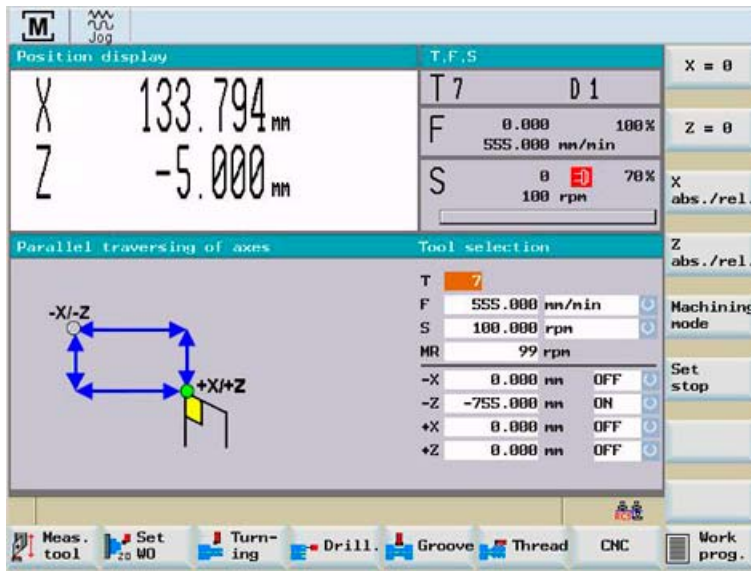 M
Jog
Position display
X 133.794 mm
Z -5.000 mm
T,F,S
T 7 D 1
F 0.000 100%
555.000 mm/min
S 0 70%
100 rpm
Parallel traversing of axes
-X/-Z
+X/+Z
Tool selection
T 7
F 555.000 mm/min
S 100.000 rpm
MR 99 rpm
-X 0.000 mm OFF
-Z -755.000 mm ON
+X 0.000 mm OFF
+Z 0.000 mm OFF
X = 0
Z = 0
X
abs./rel.
Z
abs./rel.
Machining
mode
Set
stop
RCS
Meas.
tool
Set
20 WO
Turn-
ing
Drill.
Groove
Thread
CNC
Work
prog.